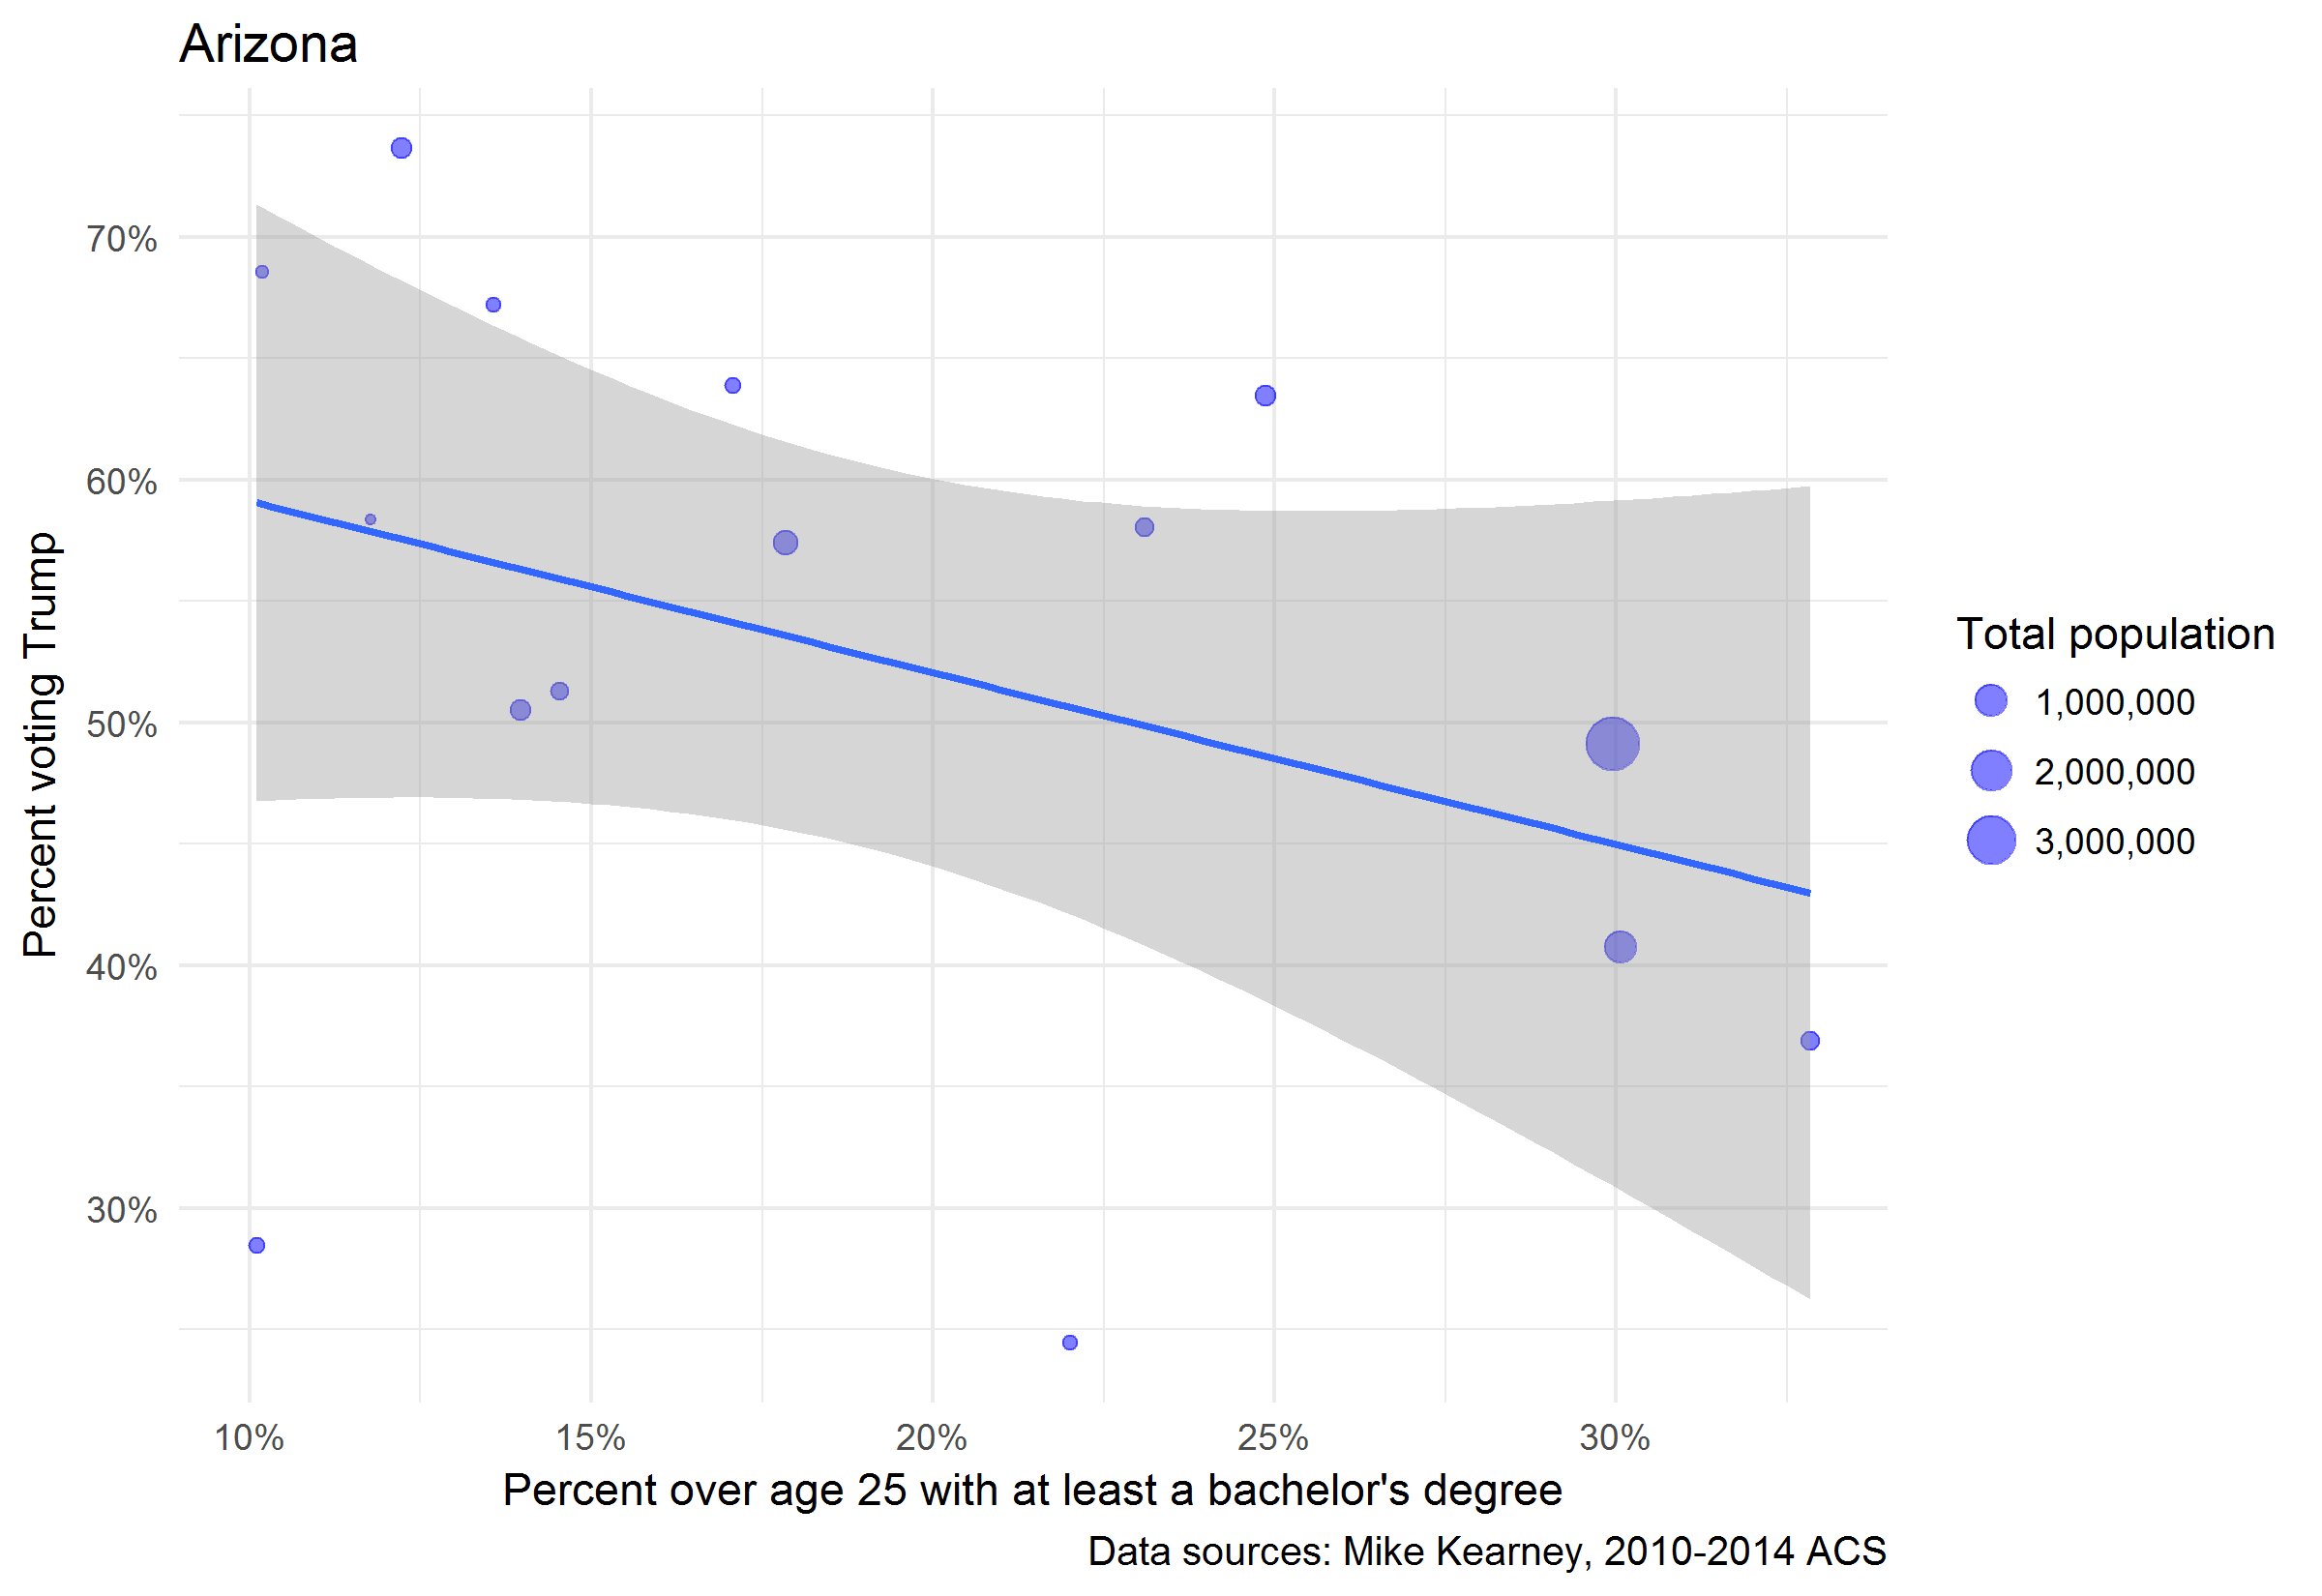 Arizona
70%
60%
50%
40%
30%
Percent voting Trump
10% 15% 20% 25% 30%
Percent over age 25 with at least a bachelor's degree
Total population
1,000,000
2,000,000
3,000,000
Data sources: Mike Kearney, 2010-2014 ACS